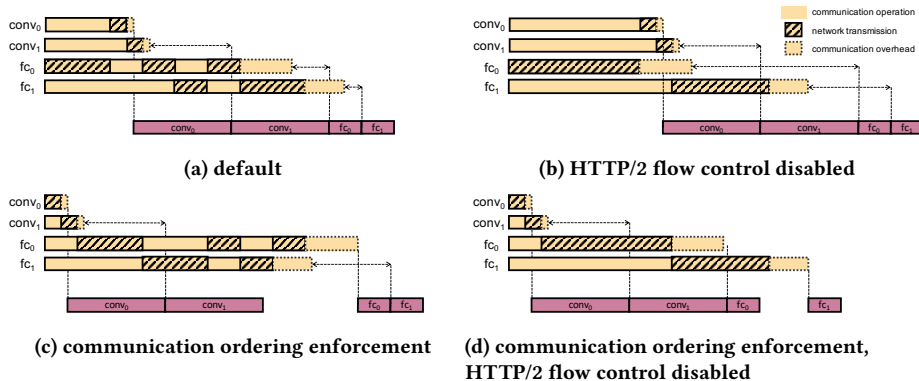 conv0
conv1
fc0
fc1
conv0
conv1
fc0
fc1
(a) default
conv0
conv1
fc0
fc1
communication operation
network transmission
communication overhead
conv0
conv1
fc0
fc1
(b) HTTP/2 flow control disabled
conv0
conv1
fc0
fc1
conv0
conv1
fc0
fc1
(c) communication ordering enforcement
conv0
conv1
fc0
fc1
conv0
conv1
fc0
fc1
(d) communication ordering enforcement,
HTTP/2 flow control disabled